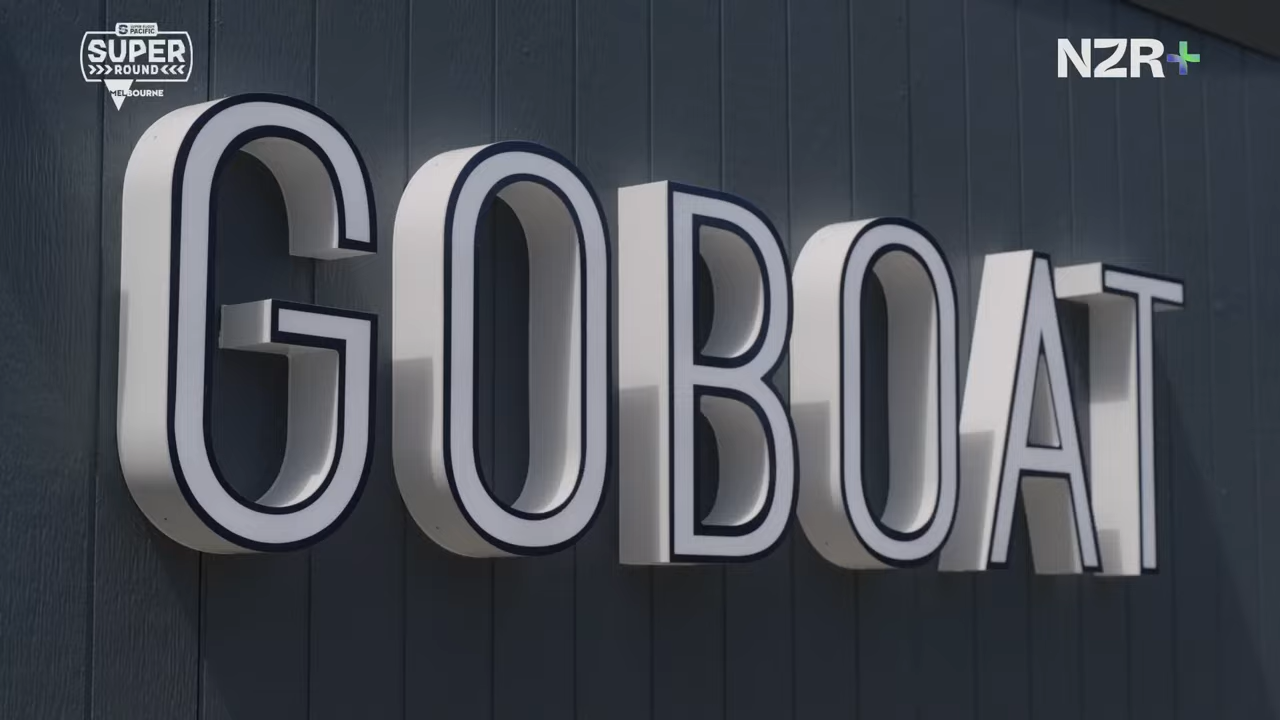 SUPER RUGBY
PACIFIC
SUPER
ROUND
MELBOURNE
NZR+
GOBOAT